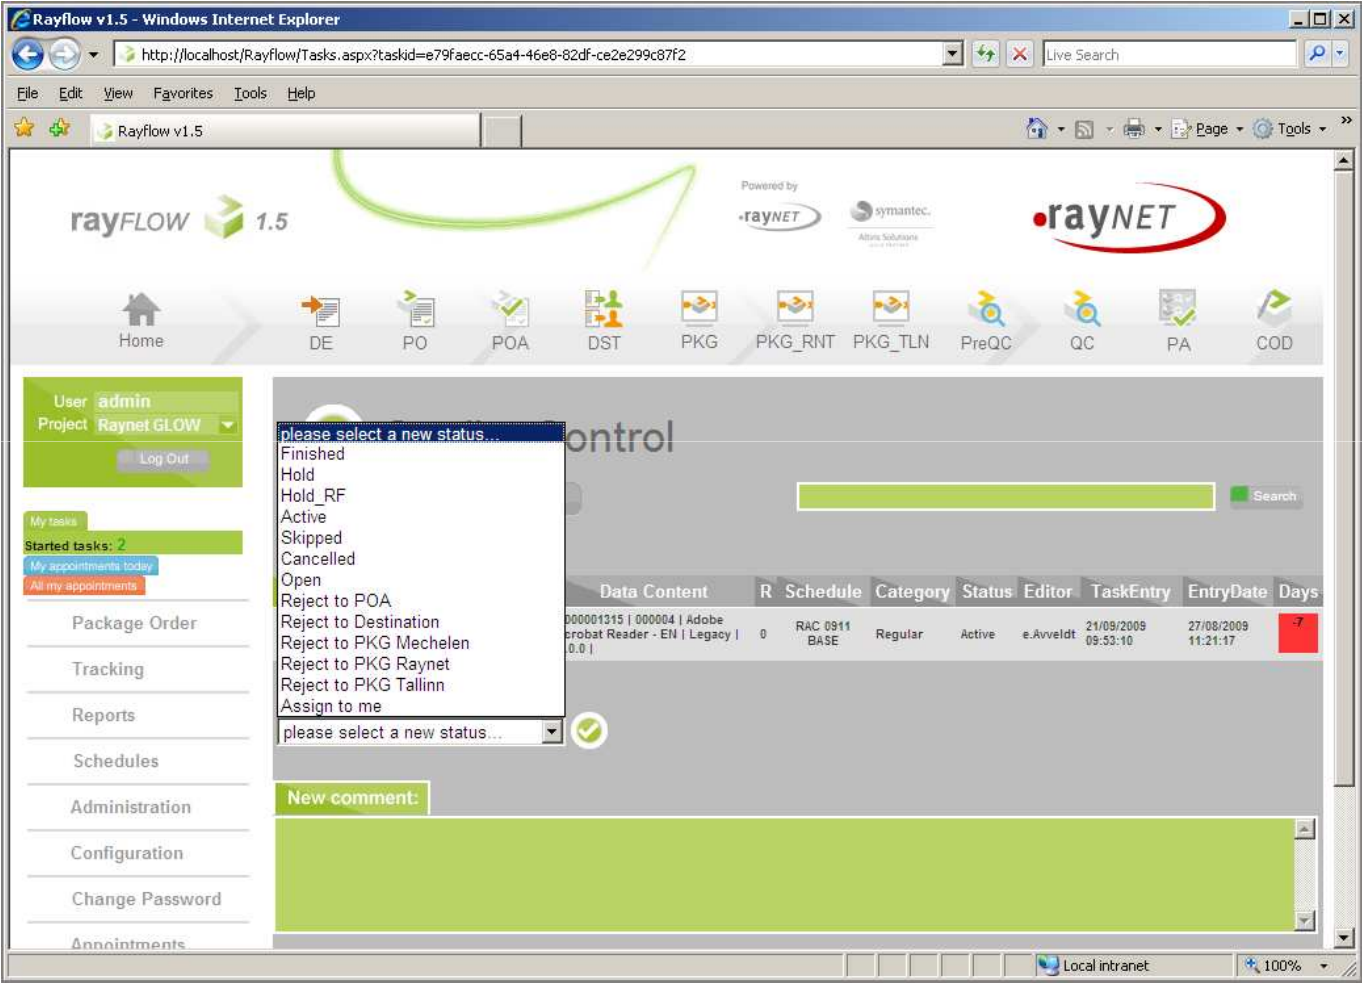 Rayflow v1.5 - Windows Internet Explorer
http://localhost/Rayflow/Tasks.aspx?taskid=e79faecc-65a4-46e8-82df-ce2e299c87f2
Live Search
File Edit View Favorites Tools Help
Rayflow v1.5
Page Tools »
Powered by
rayFLOW 1.5
rayNET
symantec.
Altiris Solutions
rayNET
Home DE PO POA DST PKG PKG_RNT PKG_TLN PreQC QC PA COD
User admin
Project Raynet GLOW
Log Out
ontrol
please select a new status...
Finished
Hold
Hold_RF
Active
Skipped
Cancelled
Open
Reject to POA
Reject to Destination
Reject to PKG Mechelen
Reject to PKG Raynet
Reject to PKG Tallinn
Assign to me
please select a new status...
Search
My tasks
Started tasks: 2
My appointments today
All my appointments
Data Content R Schedule Category Status Editor TaskEntry EntryDate Days
000001315 | 000004 | Adobe
crobat Reader - EN | Legacy |
.0.0 |
0
RAC 0911
BASE
Regular
Active
e.Avveldt
21/09/2009
09:53:10
27/08/2009
11:21:17
-7
Package Order
Tracking
Reports
Schedules
Administration
Configuration
Change Password
Appointments
New comment:
Local intranet
100%